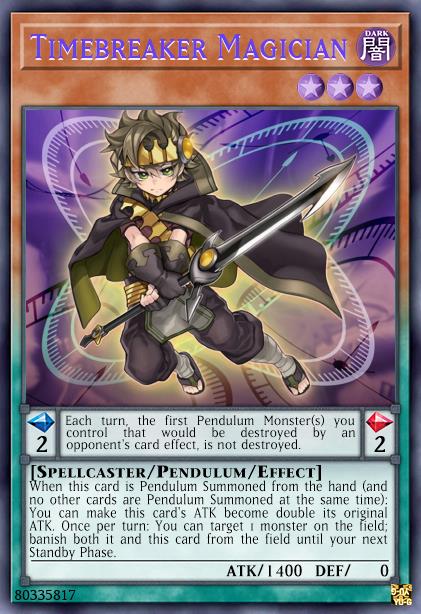 TIMEBREAKER MAGICIAN
DARK
闇
Each turn, the first Pendulum Monster(s) you
control that would be destroyed by an
opponent's card effect, is not destroyed.
2
2
[SPELLCASTER/PENDULUM/EFFECT]
When this card is Pendulum Summoned from the hand (and
no other cards are Pendulum Summoned at the same time):
You can make this card's ATK become double its original
ATK. Once per turn: You can target 1 monster on the field;
banish both it and this card from the field until your next
Standby Phase.
ATK/1400 DEF/ 0
80335817